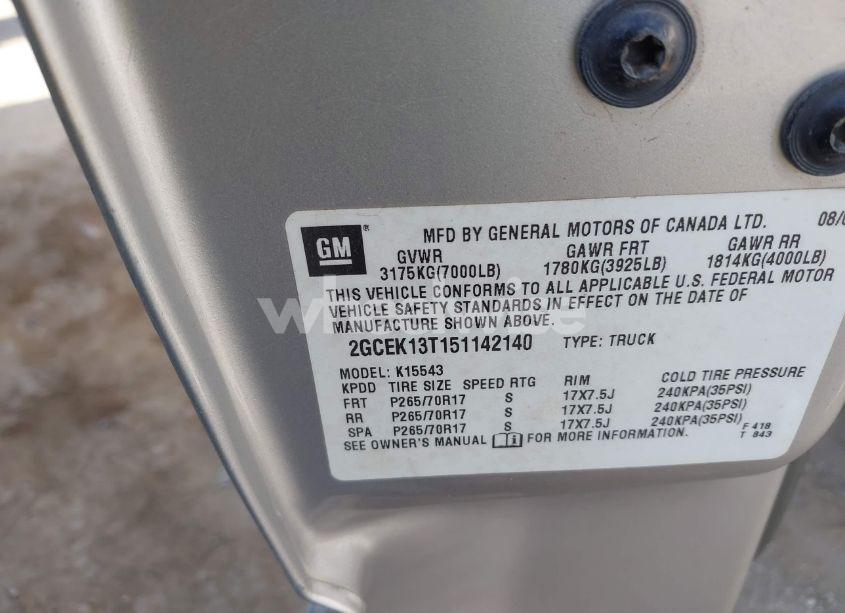 GM ® MFD BY GENERAL MOTORS OF CANADA LTD.
GVWR GAWR FRT GAWR RR
3175KG(7000LB) 1780KG(3925LB) 1814KG(4000LB)
THIS VEHICLE CONFORMS TO ALL APPLICABLE U.S. FEDERAL MOTOR
VEHICLE SAFETY STANDARDS IN EFFECT ON THE DATE OF
MANUFACTURE SHOWN ABOVE.
2GCEK13T151142140 TYPE: TRUCK
MODEL: K15543
KPDD TIRE SIZE SPEED RTG RIM COLD TIRE PRESSURE
FRT P265/70R17 S 17X7.5J 240KPA(35PSI)
RR P265/70R17 S 17X7.5J 240KPA(35PSI)
SPA P265/70R17 S 17X7.5J 240KPA(35PSI)
SEE OWNER'S MANUAL FOR MORE INFORMATION.
F 418
T 843